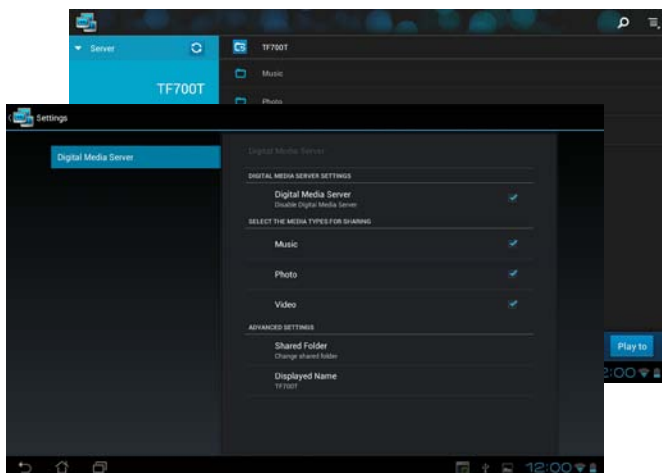 Server
TF700T
TF700T
Music
Photo
Settings
Digital Media Server
Digital Media Server
DIGITAL MEDIA SERVER SETTINGS
Digital Media Server
Disable Digital Media Server
SELECT THE MEDIA TYPES FOR SHARING
Music
Photo
Video
ADVANCED SETTINGS
Shared Folder
Change shared folder
Displayed Name
TF700T
Play to
2:00
12:00